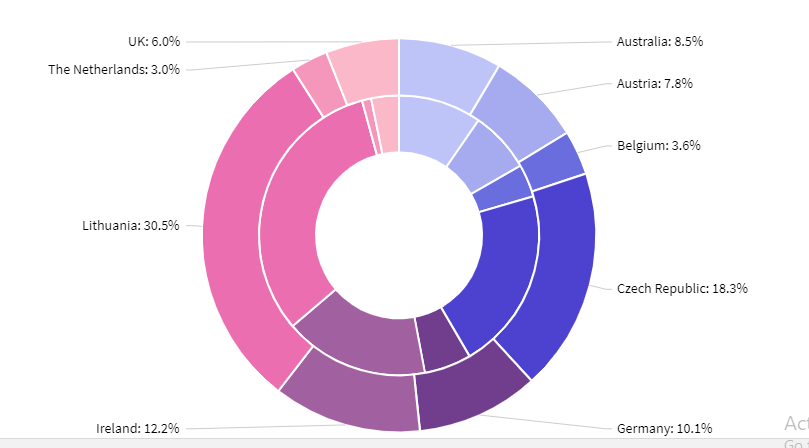 UK: 6.0%
Australia: 8.5%
The Netherlands: 3.0%
Austria: 7.8%
Belgium: 3.6%
Lithuania: 30.5%
Czech Republic: 18.3%
Ireland: 12.2%
Germany: 10.1%